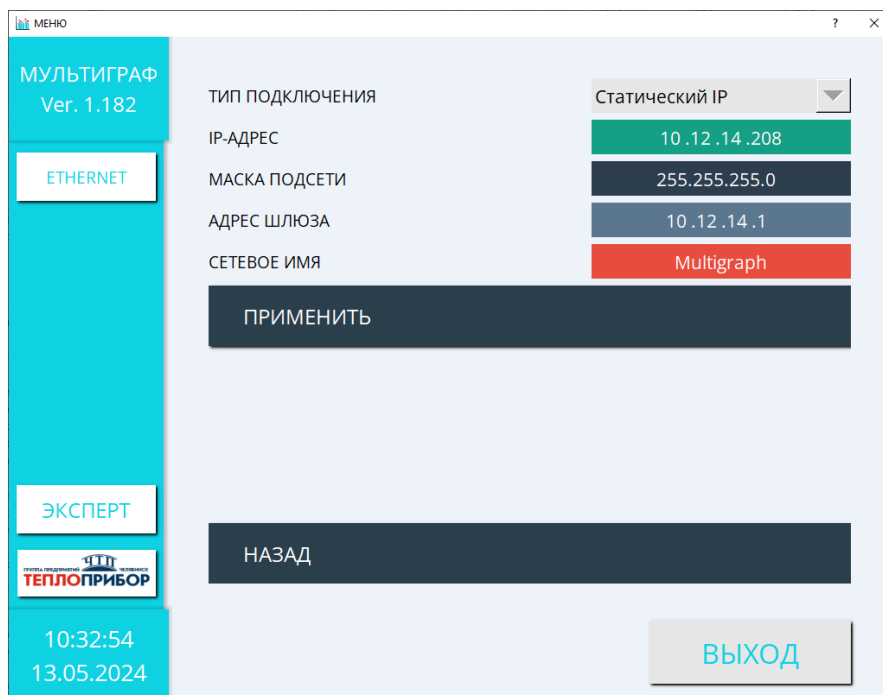 МЕНЮ
? ×
МУЛЬТИГРАФ
Ver. 1.182
ETHERNET
ТИП ПОДКЛЮЧЕНИЯ Статический IP
IP-АДРЕС 10 .12 .14 .208
МАСКА ПОДСЕТИ 255.255.255.0
АДРЕС ШЛЮЗА 10 .12 .14 .1
СЕТЕВОЕ ИМЯ Multigraph
ПРИМЕНИТЬ
ЭКСПЕРТ
НАЗАД
ГРУППА ПРЕДПРИЯТИЙ ЧТП ЧЕЛЯБИНСК
ТЕПЛОПРИБОР
10:32:54
13.05.2024
ВЫХОД